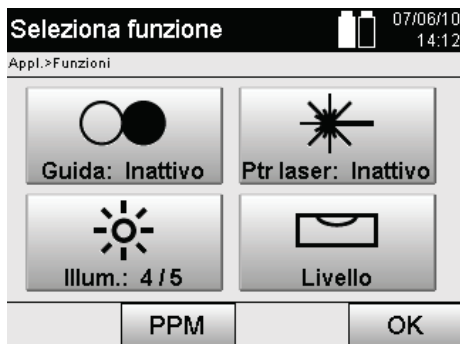 Seleziona funzione
07/06/10
14:12
Appl.>Funzioni
Guida: Inattivo
Ptr laser: Inattivo
Illum.: 4/5
Livello
PPM
OK